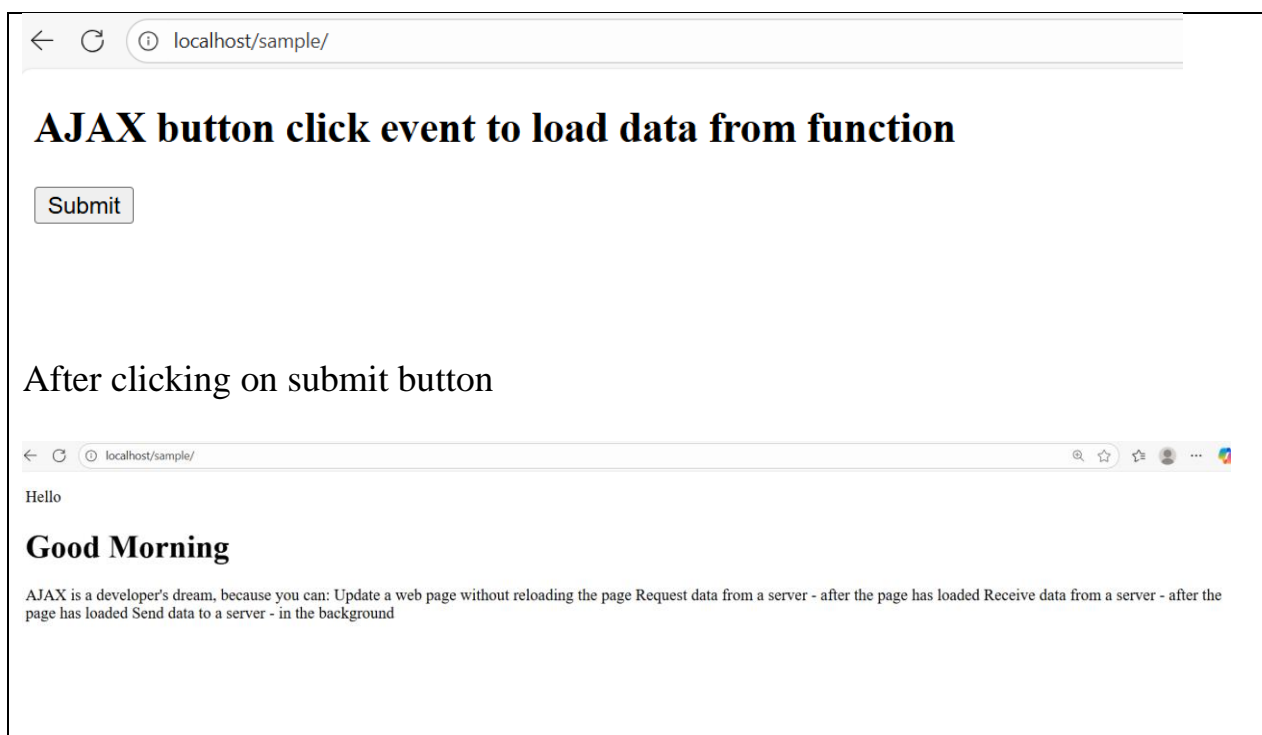 localhost/sample/
AJAX button click event to load data from function
Submit
After clicking on submit button
localhost/sample/
Hello
Good Morning
AJAX is a developer's dream, because you can: Update a web page without reloading the page Request data from a server - after the page has loaded Receive data from a server - after the
page has loaded Send data to a server - in the background